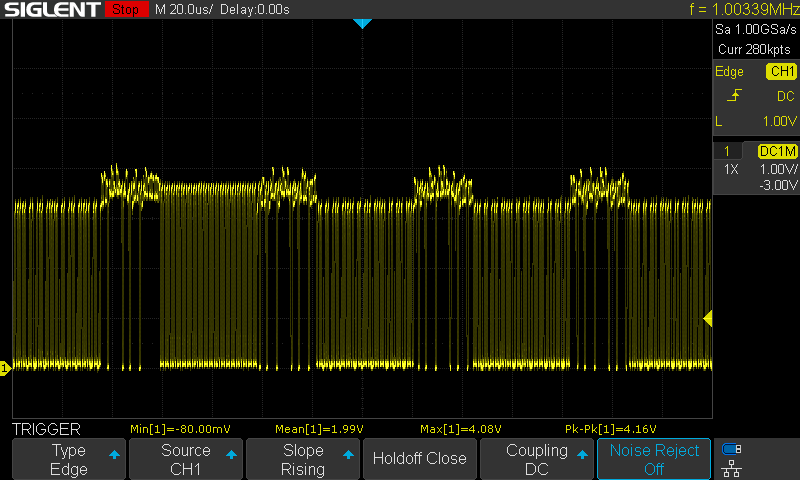 SIGLENT Stop M 20.0us/ Delay:0.00s f = 1.00339MHz
Sa 1.00GSa/s
Curr 280kpts
Edge CH1
DC
L 1.00V
1 DC1M
1X 1.00V/
-3.00V
1
TRIGGER Min[1]=-80.00mV Mean[1]=1.99V Max[1]=4.08V Pk-Pk[1]=4.16V
Type Edge
Source CH1
Slope Rising
Holdoff Close
Coupling DC
Noise Reject Off